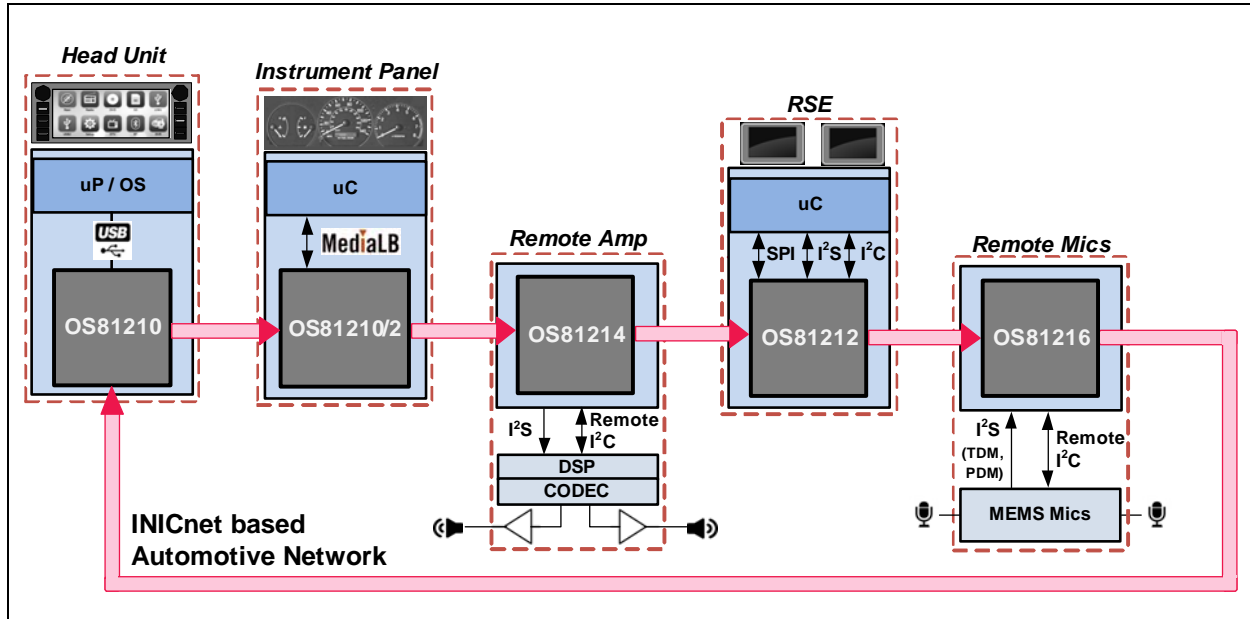 Head Unit
uP / OS
USB
OS81210
Instrument Panel
uC
MediaLB
OS81210/2
Remote Amp
OS81214
I²S
Remote
I²C
DSP
CODEC
RSE
uC
SPI
I²S
I²C
OS81212
Remote Mics
OS81216
I²S
(TDM,
PDM)
Remote
I²C
MEMS Mics
INICnet based
Automotive Network